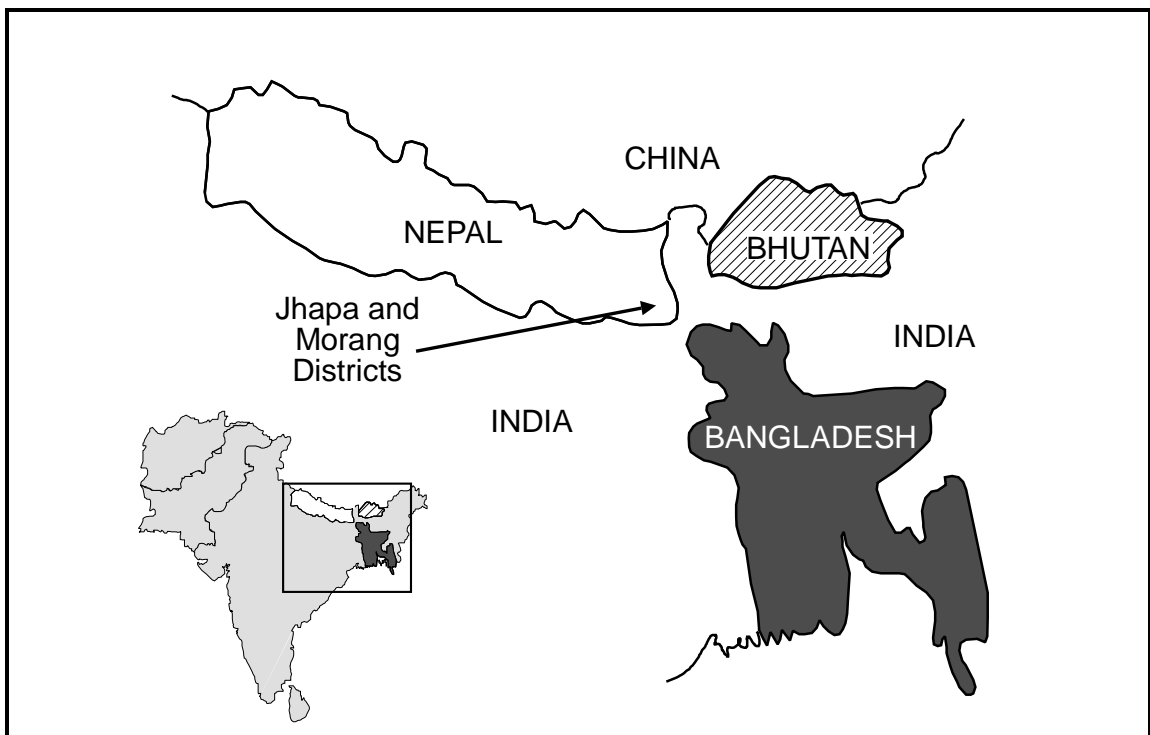 CHINA
NEPAL
BHUTAN
Jhapa and
Morang
Districts
INDIA
INDIA
BANGLADESH